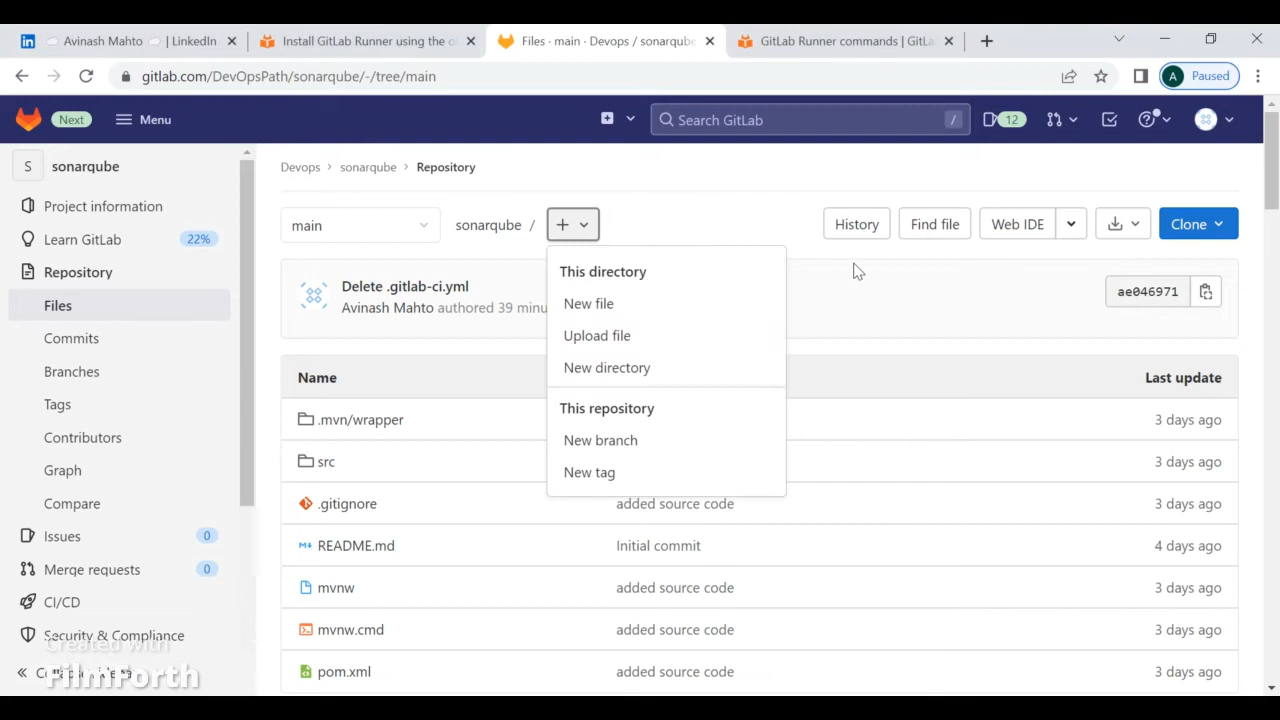 Avinash Mahto | LinkedIn
Install GitLab Runner using the o
Files · main · Devops / sonarqube
GitLab Runner commands | GitLa
gitlab.com/DevOpsPath/sonarqube/-/tree/main
A Paused
Next
Menu
Search GitLab /
12
S sonarqube
Project information
Learn GitLab 22%
Repository
Files
Commits
Branches
Tags
Contributors
Graph
Compare
Issues 0
Merge requests 0
CI/CD
Security & Compliance
Devops › sonarqube › Repository
main
sonarqube /
History
Find file
Web IDE
Clone
This directory
New file
Upload file
New directory
This repository
New branch
New tag
Delete .gitlab-ci.yml
Avinash Mahto authored 39 minu
ae046971
Name Last update
.mvn/wrapper 3 days ago
src 3 days ago
.gitignore added source code 3 days ago
README.md Initial commit 4 days ago
mvnw added source code 3 days ago
mvnw.cmd added source code 3 days ago
pom.xml added source code 3 days ago
Created with
FilmForth